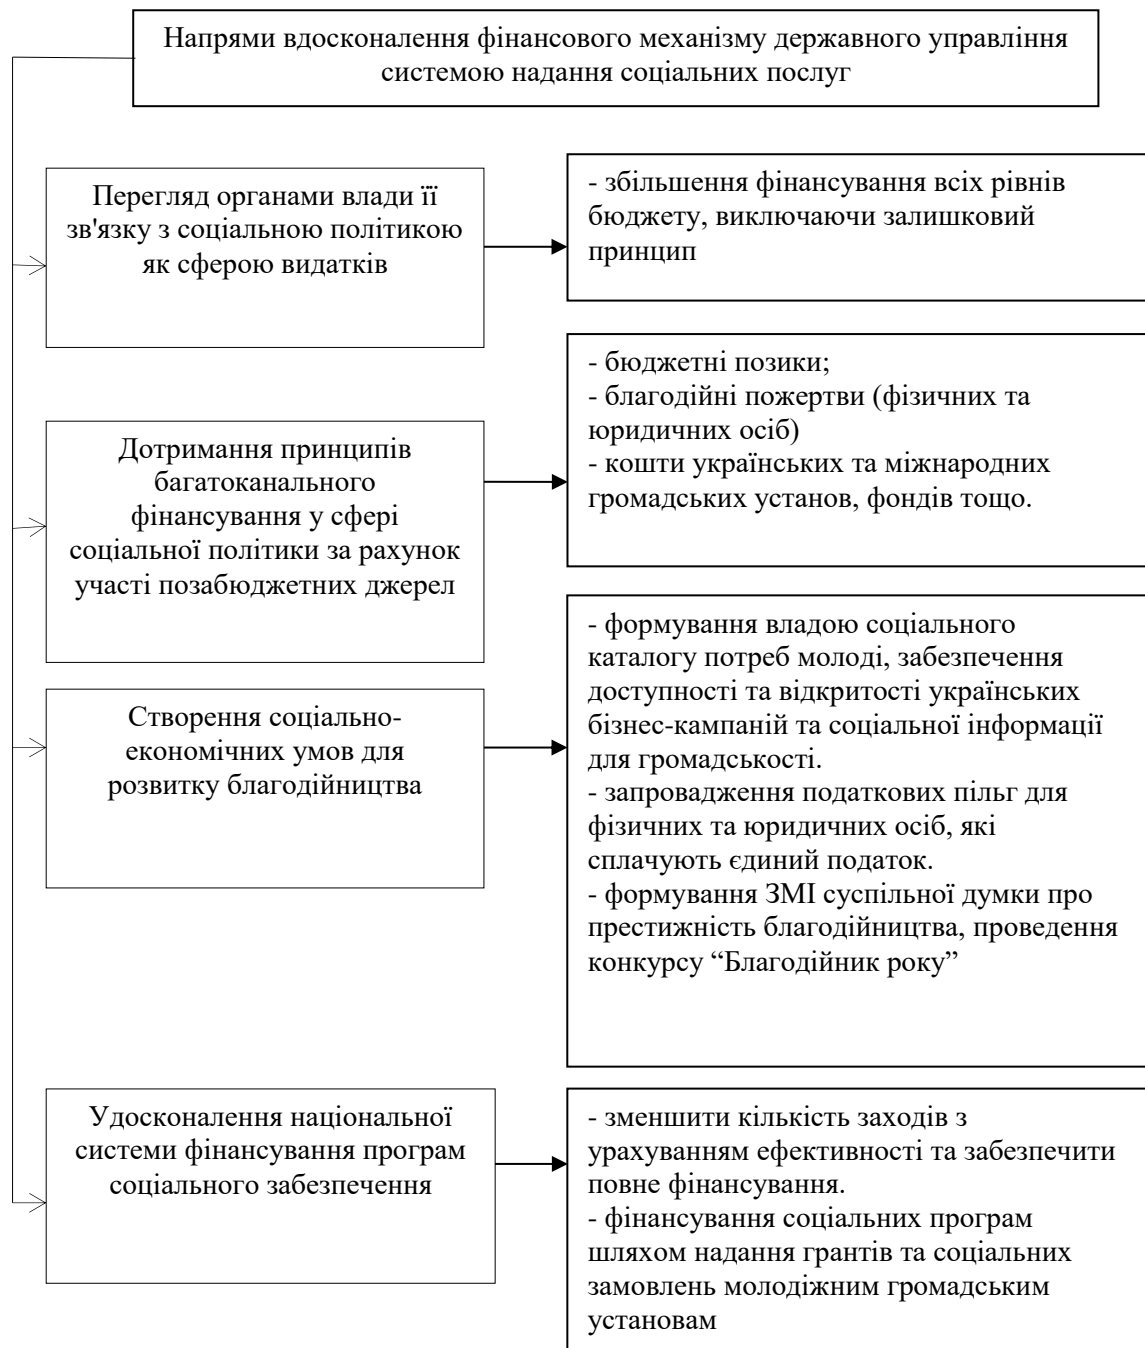 Напрями вдосконалення фінансового механізму державного управління
системою надання соціальних послуг
Перегляд органами влади її
зв'язку з соціальною політикою
як сферою видатків
- збільшення фінансування всіх рівнів
бюджету, виключаючи залишковий
принцип
Дотримання принципів
багатоканального
фінансування у сфері
соціальної політики за рахунок
участі позабюджетних джерел
- бюджетні позики;
- благодійні пожертви (фізичних та
юридичних осіб)
- кошти українських та міжнародних
громадських установ, фондів тощо.
Створення соціально-
економічних умов для
розвитку благодійництва
- формування владою соціального
каталогу потреб молоді, забезпечення
доступності та відкритості українських
бізнес-кампаній та соціальної інформації
для громадськості.
- запровадження податкових пільг для
фізичних та юридичних осіб, які
сплачують єдиний податок.
- формування ЗМІ суспільної думки про
престижність благодійництва, проведення
конкурсу “Благодійник року”
Удосконалення національної
системи фінансування програм
соціального забезпечення
- зменшити кількість заходів з
урахуванням ефективності та забезпечити
повне фінансування.
- фінансування соціальних програм
шляхом надання грантів та соціальних
замовлень молодіжним громадським
установам